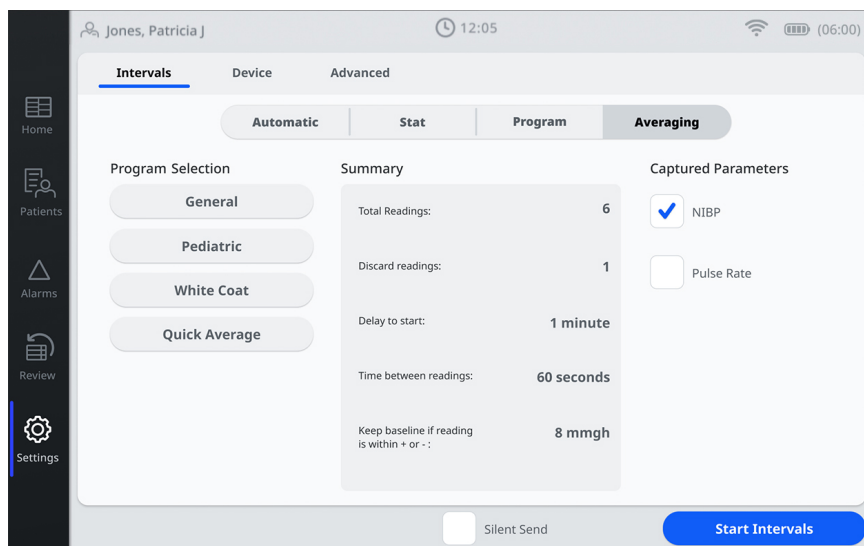 Jones, Patricia J
12:05
(06:00)
Home
Patients
Alarms
Review
Settings
Intervals Device Advanced
Automatic Stat Program Averaging
Program Selection
General
Pediatric
White Coat
Quick Average
Summary
Total Readings: 6
Discard readings: 1
Delay to start: 1 minute
Time between readings: 60 seconds
Keep baseline if reading
is within + or - : 8 mmgh
Captured Parameters
NIBP
Pulse Rate
Silent Send
Start Intervals